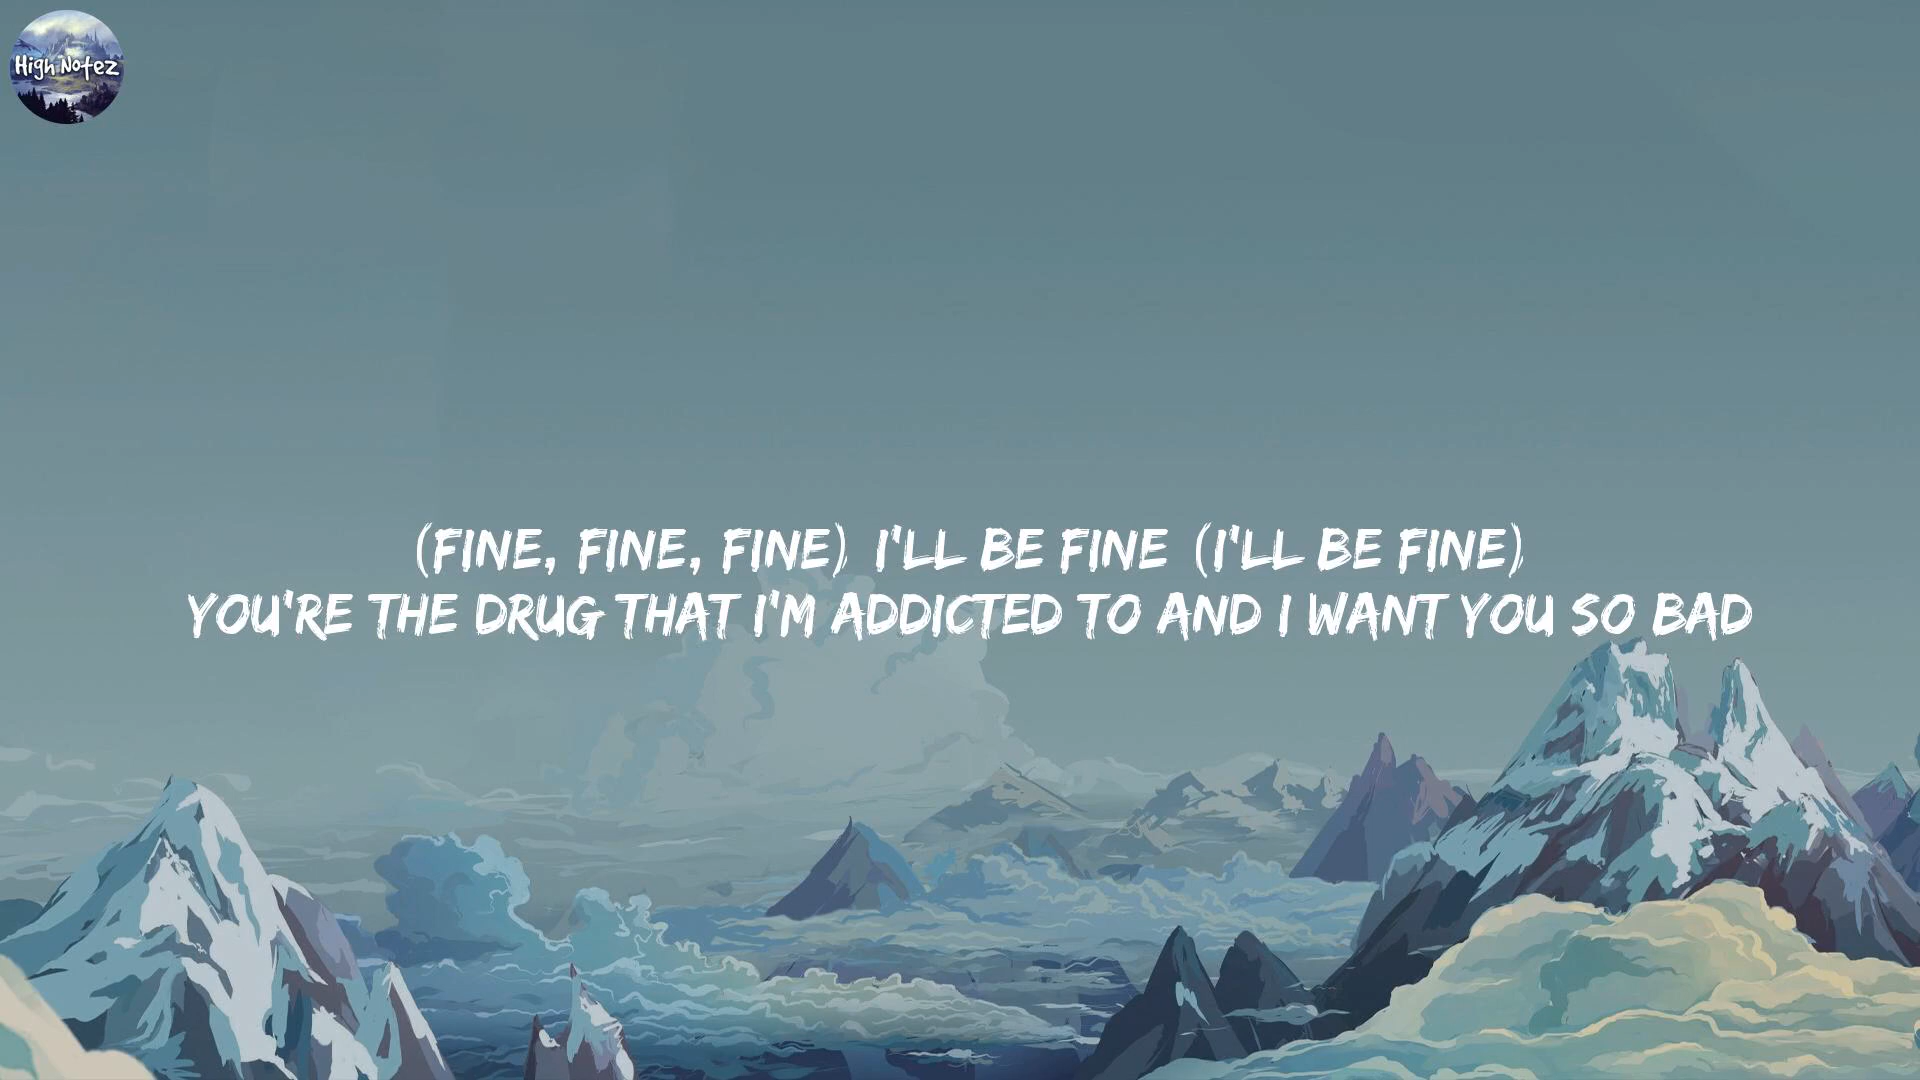 High Notez
(FINE, FINE, FINE) I'LL BE FINE (I'LL BE FINE)
YOU'RE THE DRUG THAT I'M ADDICTED TO AND I WANT YOU SO BAD